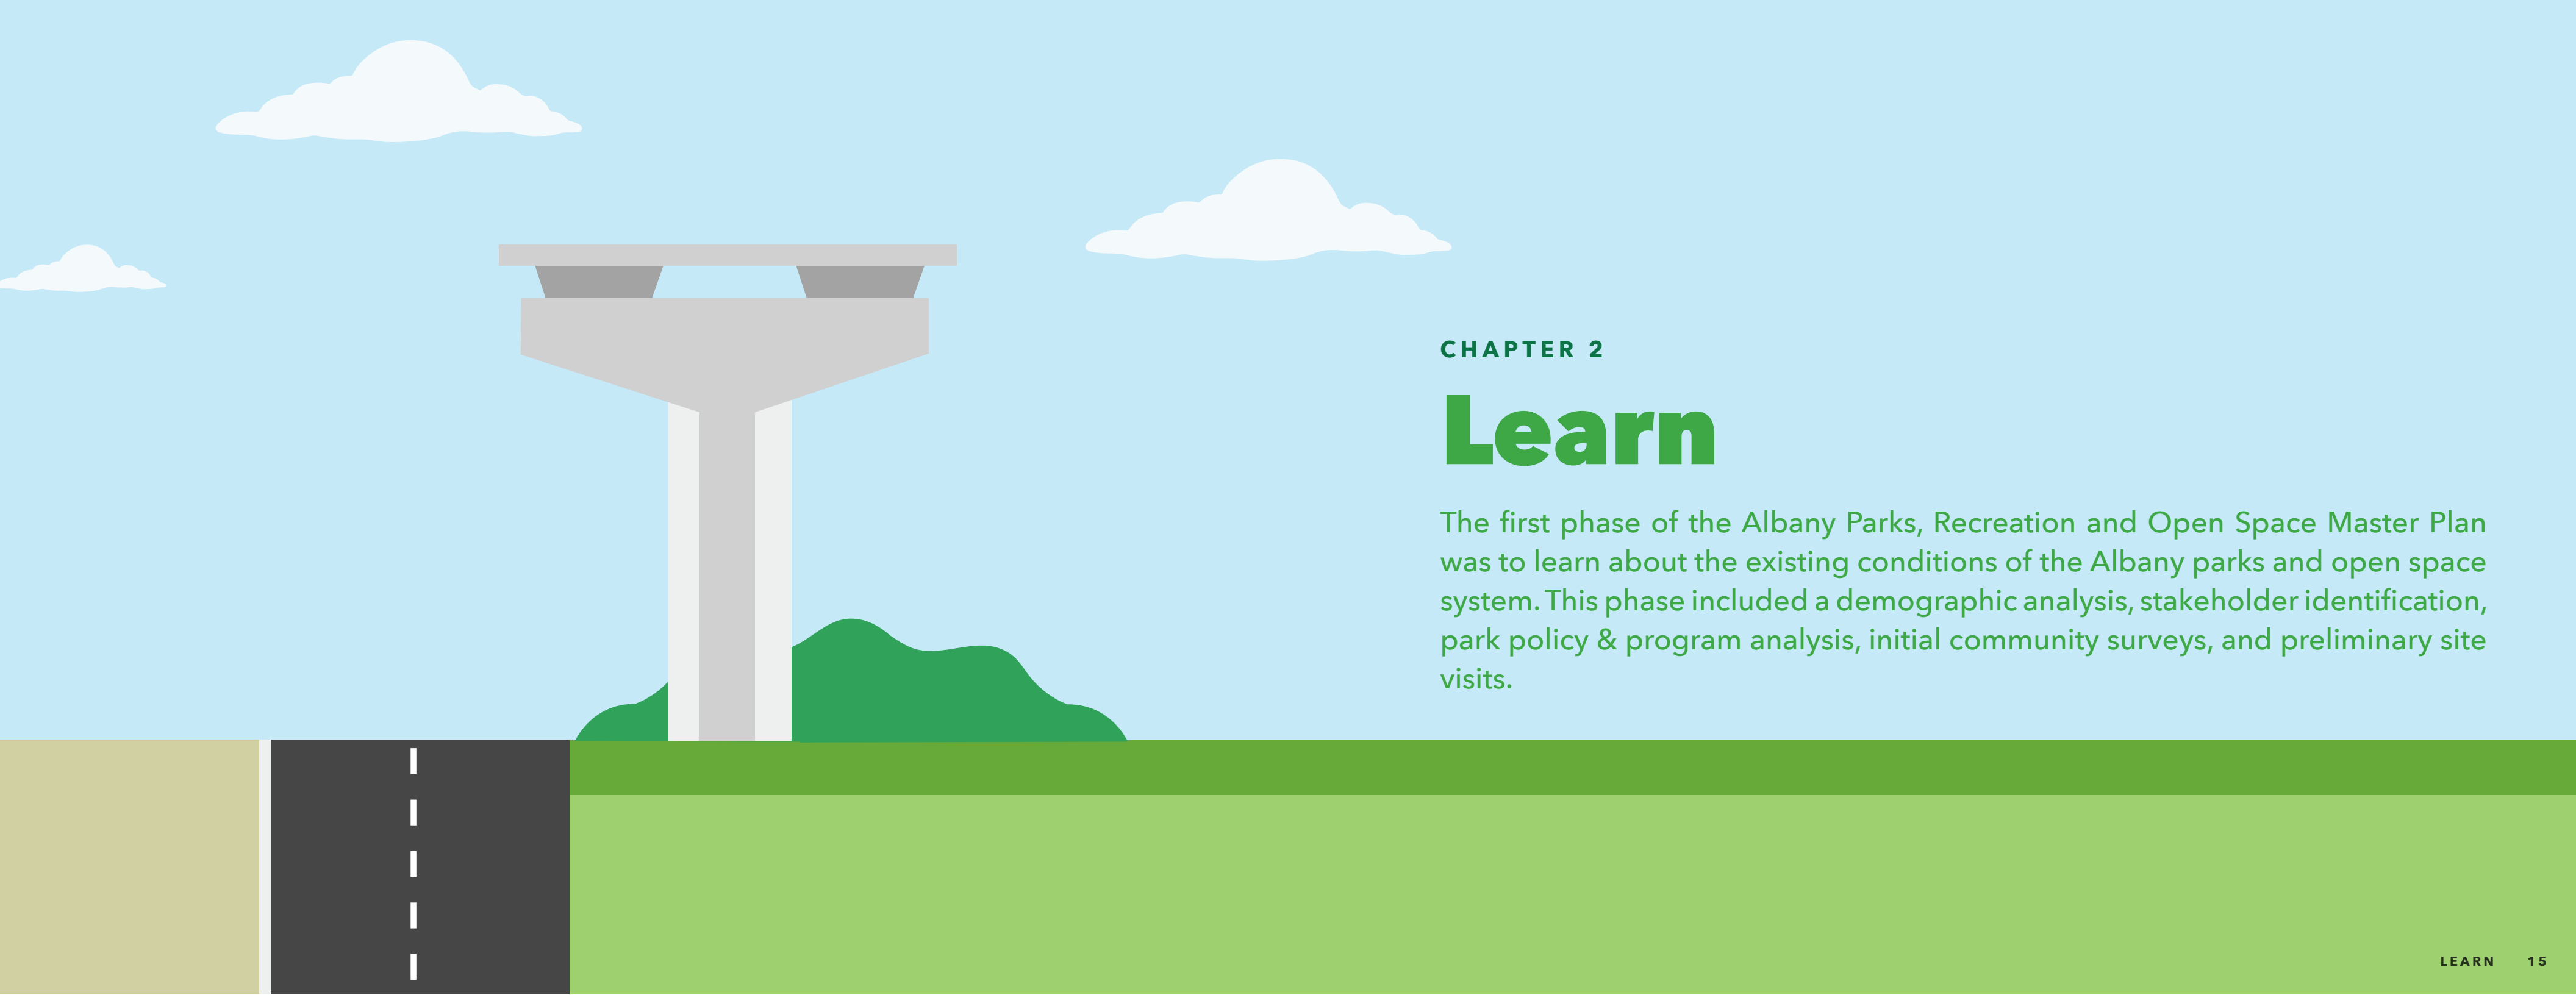 CHAPTER 2
Learn
The first phase of the Albany Parks, Recreation and Open Space Master Plan
was to learn about the existing conditions of the Albany parks and open space
system. This phase included a demographic analysis, stakeholder identification,
park policy & program analysis, initial community surveys, and preliminary site
visits.
LEARN 15